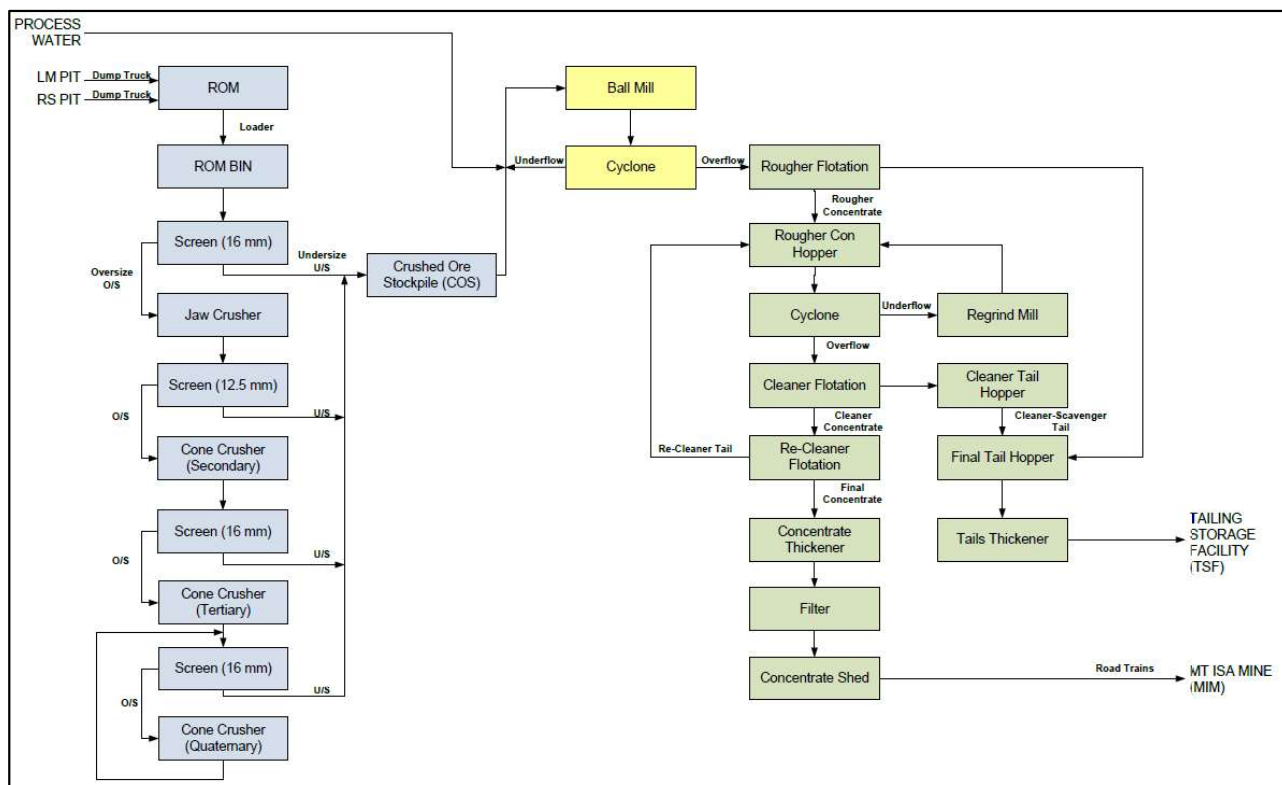 PROCESS
WATER
LM PIT
Dump Truck
RS PIT
Dump Truck
ROM
Loader
ROM BIN
Screen (16 mm)
Oversize
O/S
Undersize
U/S
Jaw Crusher
Screen (12.5 mm)
O/S
U/S
Cone Crusher
(Secondary)
Screen (16 mm)
O/S
U/S
Cone Crusher
(Tertiary)
Screen (16 mm)
O/S
U/S
Cone Crusher
(Quaternary)
Crushed Ore
Stockpile (COS)
Ball Mill
Underflow
Cyclone
Overflow
Rougher Flotation
Rougher
Concentrate
Rougher Con
Hopper
Cyclone
Underflow
Regrind Mill
Overflow
Cleaner Flotation
Cleaner Tail
Hopper
Cleaner
Concentrate
Cleaner-Scavenger
Tail
Re-Cleaner Tail
Re-Cleaner
Flotation
Final Tail Hopper
Final
Concentrate
Concentrate
Thickener
Tails Thickener
TAILING
STORAGE
FACILITY
(TSF)
Filter
Concentrate Shed
Road Trains
MT ISA MINE
(MIM)